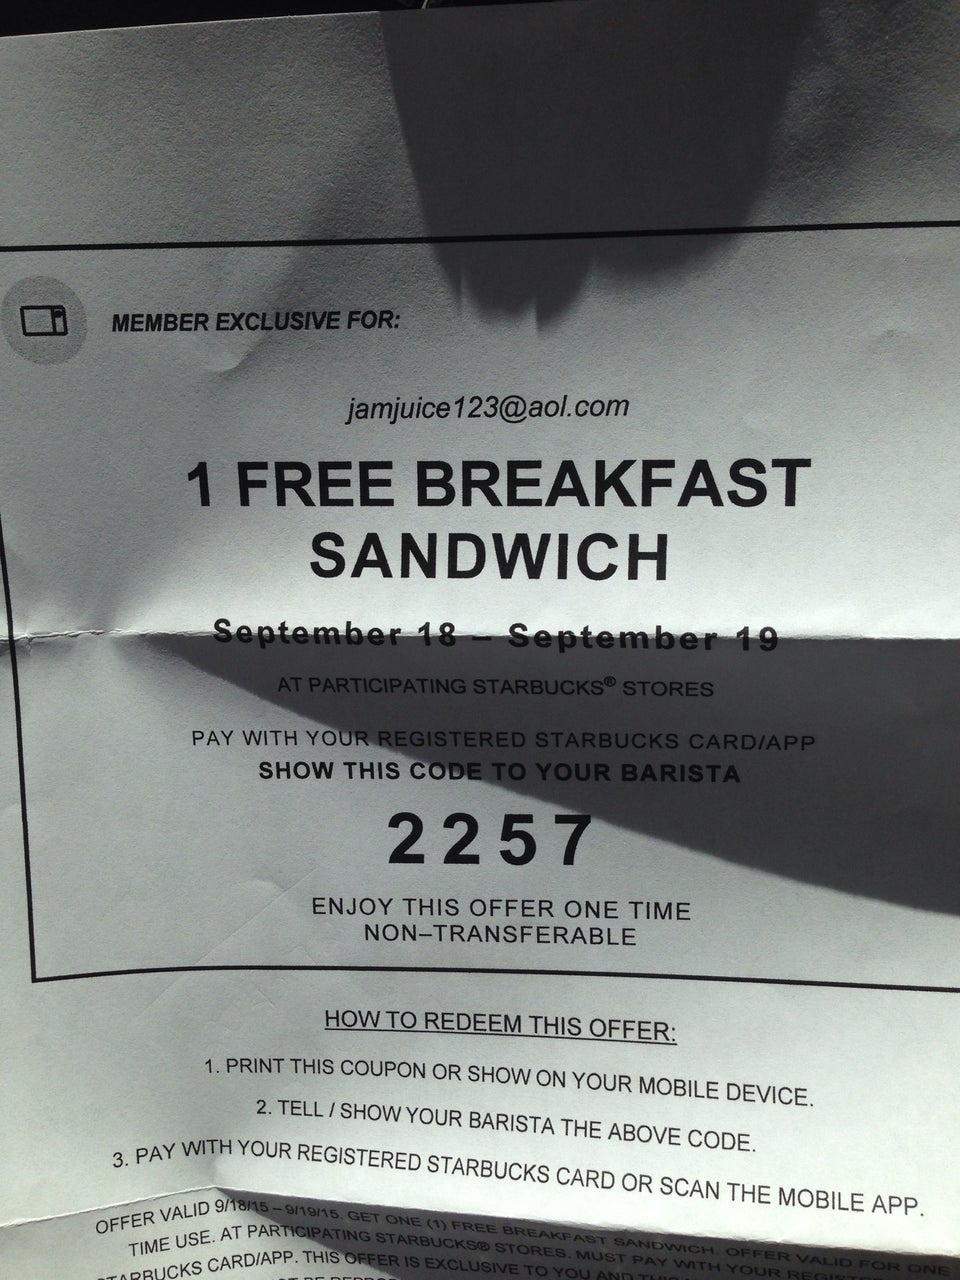 MEMBER EXCLUSIVE FOR:
jamjuice123@aol.com
1 FREE BREAKFAST
SANDWICH
September 18 – September 19
AT PARTICIPATING STARBUCKS® STORES
PAY WITH YOUR REGISTERED STARBUCKS CARD/APP
SHOW THIS CODE TO YOUR BARISTA
2257
ENJOY THIS OFFER ONE TIME
NON–TRANSFERABLE
HOW TO REDEEM THIS OFFER:
1. PRINT THIS COUPON OR SHOW ON YOUR MOBILE DEVICE.
2. TELL / SHOW YOUR BARISTA THE ABOVE CODE.
3. PAY WITH YOUR REGISTERED STARBUCKS CARD OR SCAN THE MOBILE APP.
OFFER VALID 9/18/15 – 9/19/15. GET ONE (1) FREE BREAKFAST SANDWICH. OFFER VALID FOR ONE
TIME USE. AT PARTICIPATING STARBUCKS® STORES. MUST PAY WITH YOUR
STARBUCKS CARD/APP. THIS OFFER IS EXCLUSIVE TO YOU AND